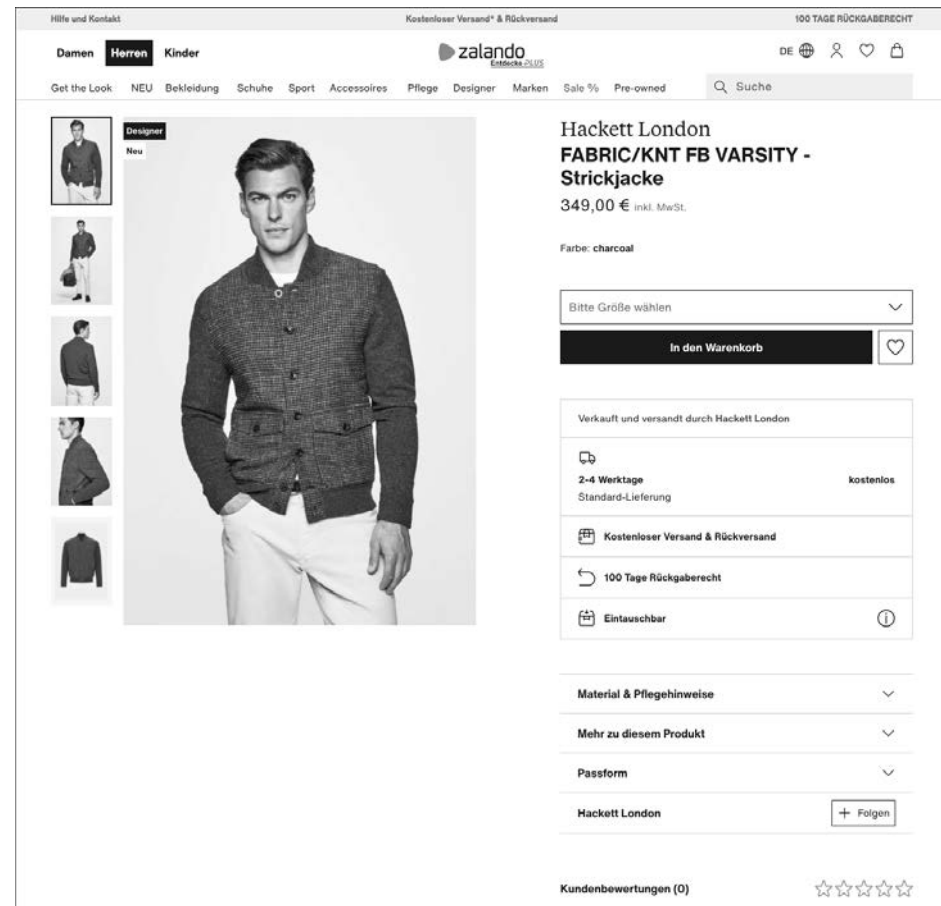 Hilfe und Kontakt
Kostenloser Versand* & Rückversand
100 TAGE RÜCKGABERECHT
Damen Herren Kinder
zalando
Entdecke PLUS
DE
Get the Look NEU Bekleidung Schuhe Sport Accessoires Pflege Designer Marken Sale % Pre-owned
Suche
Designer
Neu
Hackett London
FABRIC/KNT FB VARSITY -
Strickjacke
349,00 € inkl. MwSt.
Farbe: charcoal
Bitte Größe wählen
In den Warenkorb
Verkauft und versandt durch Hackett London
2-4 Werktage kostenlos
Standard-Lieferung
Kostenloser Versand & Rückversand
100 Tage Rückgaberecht
Eintauschbar
Material & Pflegehinweise
Mehr zu diesem Produkt
Passform
Hackett London
+ Folgen
Kundenbewertungen (0)